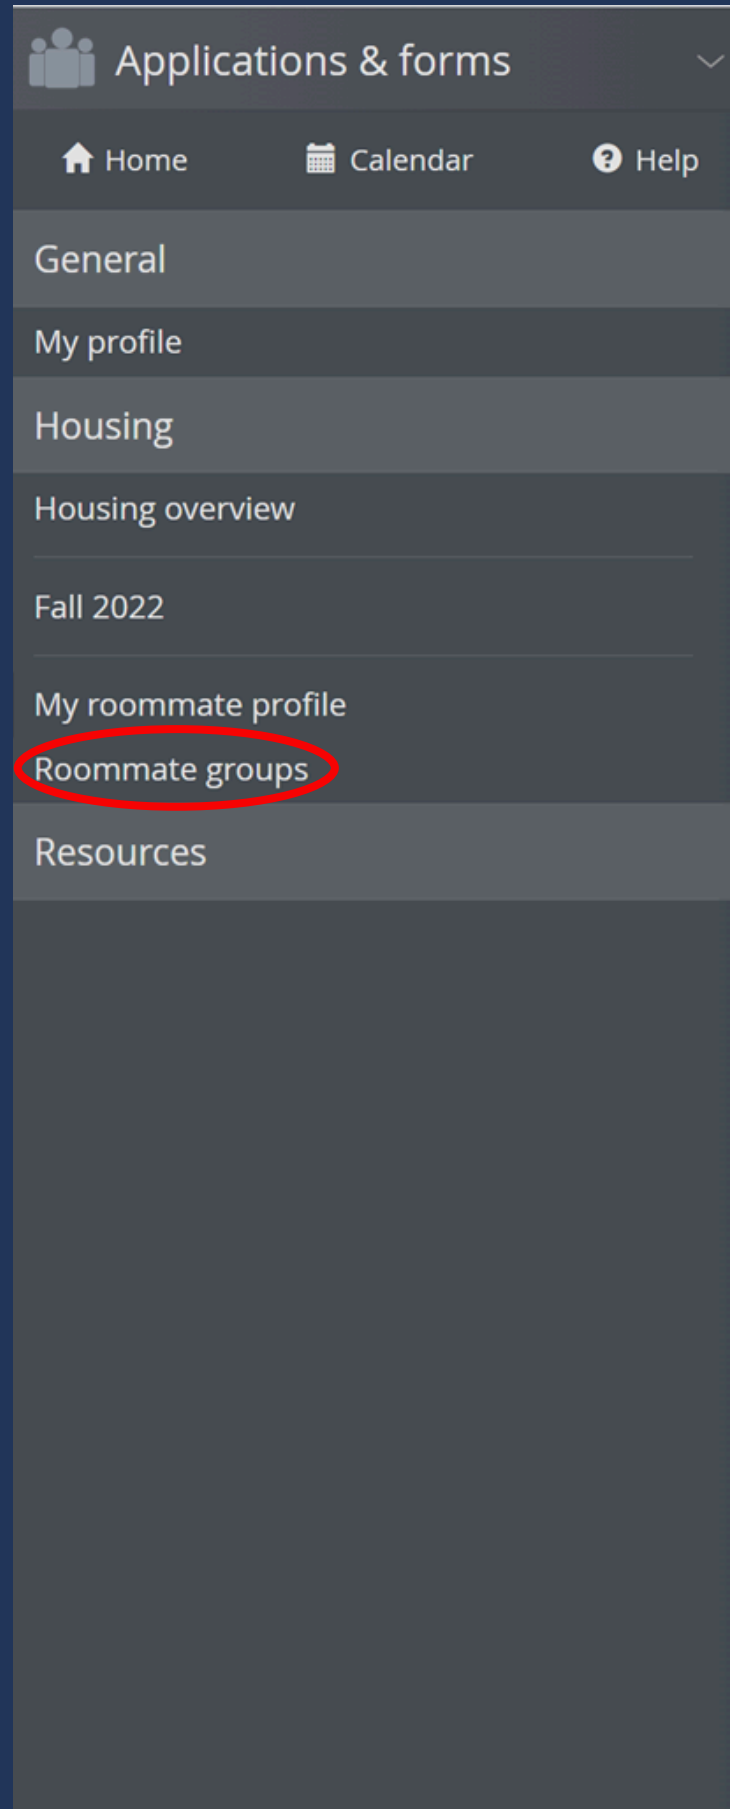 Applications & forms
Home Calendar Help
General
My profile
Housing
Housing overview
Fall 2022
My roommate profile
Roommate groups
Resources